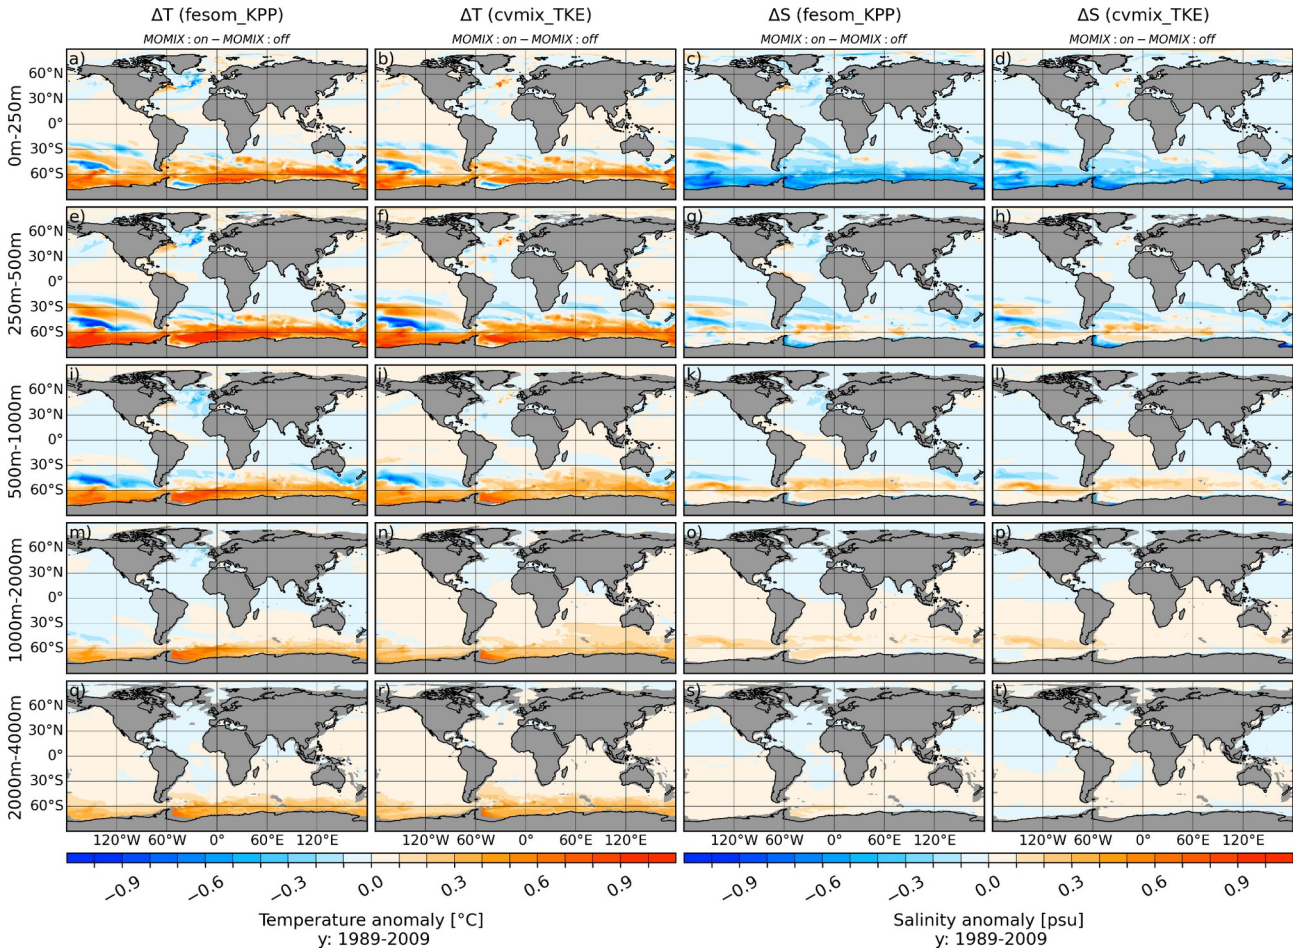 ΔT (fesom_KPP) ΔT (cvmix_TKE) ΔS (fesom_KPP) ΔS (cvmix_TKE)
MOMIX : on − MOMIX : off MOMIX : on − MOMIX : off MOMIX : on − MOMIX : off MOMIX : on − MOMIX : off
a) b) c) d)
0m-250m
60°N
30°N
0°
30°S
60°S
e) f) g) h)
250m-500m
60°N
30°N
0°
30°S
60°S
i) j) k) l)
500m-1000m
60°N
30°N
0°
30°S
60°S
m) n) o) p)
1000m-2000m
60°N
30°N
0°
30°S
60°S
q) r) s) t)
2000m-4000m
60°N
30°N
0°
30°S
60°S
120°W 60°W 0° 60°E 120°E 120°W 60°W 0° 60°E 120°E 120°W 60°W 0° 60°E 120°E 120°W 60°W 0° 60°E 120°E
−0.9 −0.6 −0.3 0.0 0.3 0.6 0.9 −0.9 −0.6 −0.3 0.0 0.3 0.6 0.9
Temperature anomaly [°C] Salinity anomaly [psu]
y: 1989-2009 y: 1989-2009